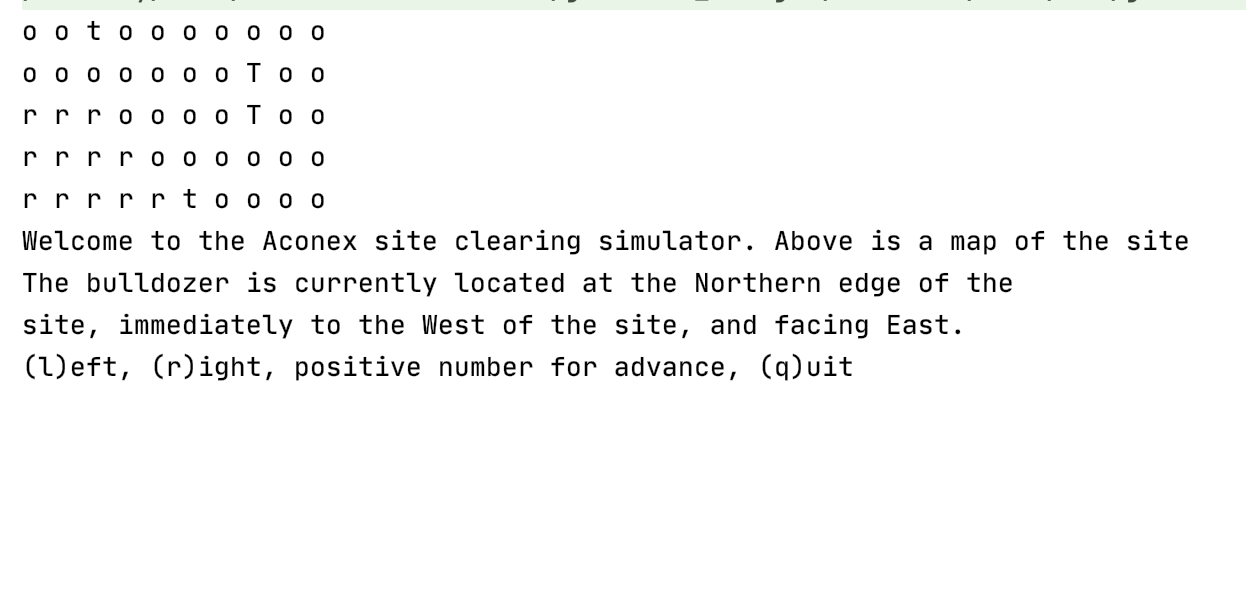 o o t o o o o o o o
o o o o o o o T o o
r r r o o o o T o o
r r r r o o o o o o
r r r r r t o o o o
Welcome to the Aconex site clearing simulator. Above is a map of the site
The bulldozer is currently located at the Northern edge of the
site, immediately to the West of the site, and facing East.
(l)eft, (r)ight, positive number for advance, (q)uit